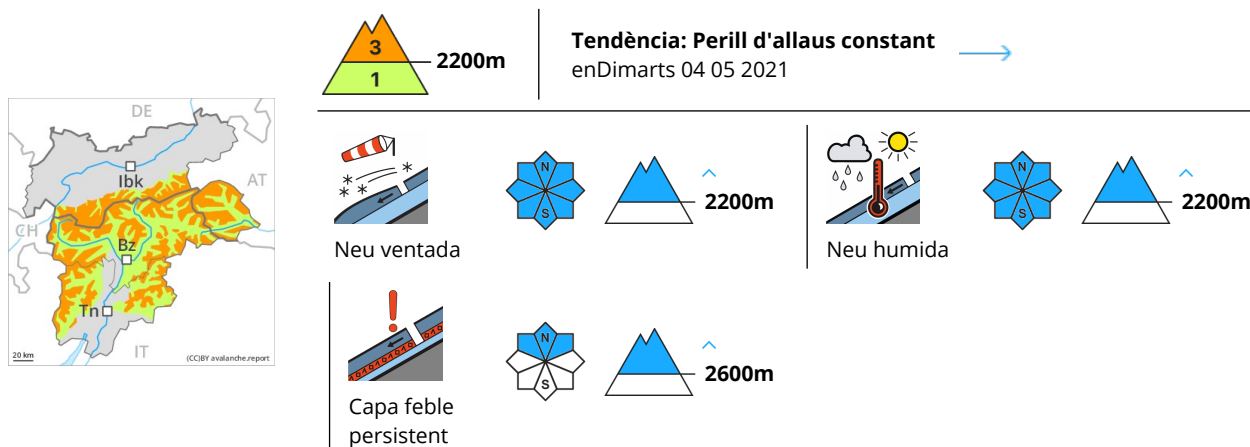 3
1
2200m
Tendència: Perill d'allaus constant
enDimarts 04 05 2021
DE
AT
Ibk
CH
Bz
Tn
IT
20 km
(CC)BY avalanche.report
N
S
2200m
Neu ventada
N
S
2200m
Neu humida
N
S
2600m
Capa feble
persistent